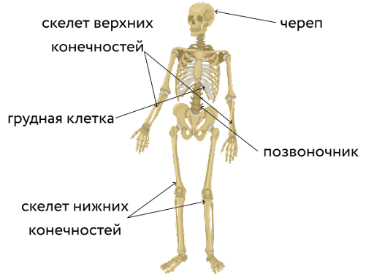 скелет верхних
конечностей
череп
грудная клетка
позвоночник
скелет нижних
конечностей